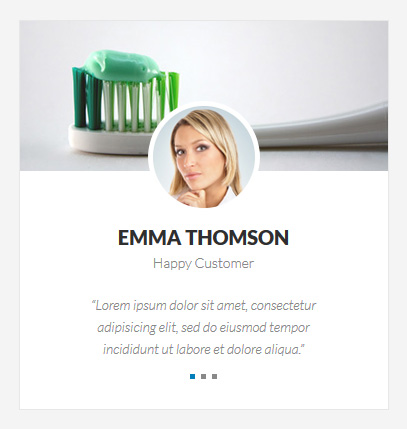 EMMA THOMSON
Happy Customer
“Lorem ipsum dolor sit amet, consectetur
adipisicing elit, sed do eiusmod tempor
incididunt ut labore et dolore aliqua.”